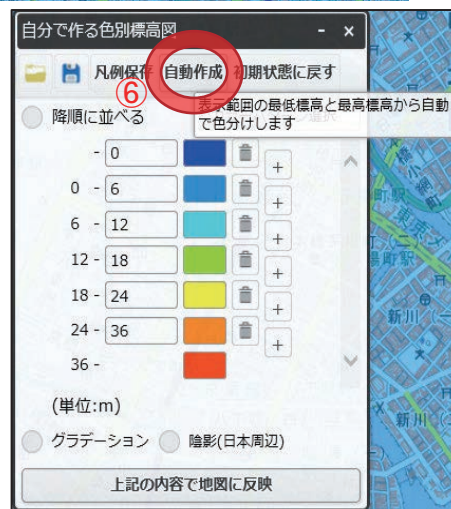 自分で作る色別標高図 - ×
凡例保存 自動作成 初期状態に戻す
⑥
降順に並べる
表示範囲の最低標高と最高標高から自動
で色分けします
- 0
+
0 - 6
+
6 - 12
+
12 - 18
+
18 - 24
+
24 - 36
+
36 -
(単位:m)
グラデーション 陰影(日本周辺)
上記の内容で地図に反映
新川
新川